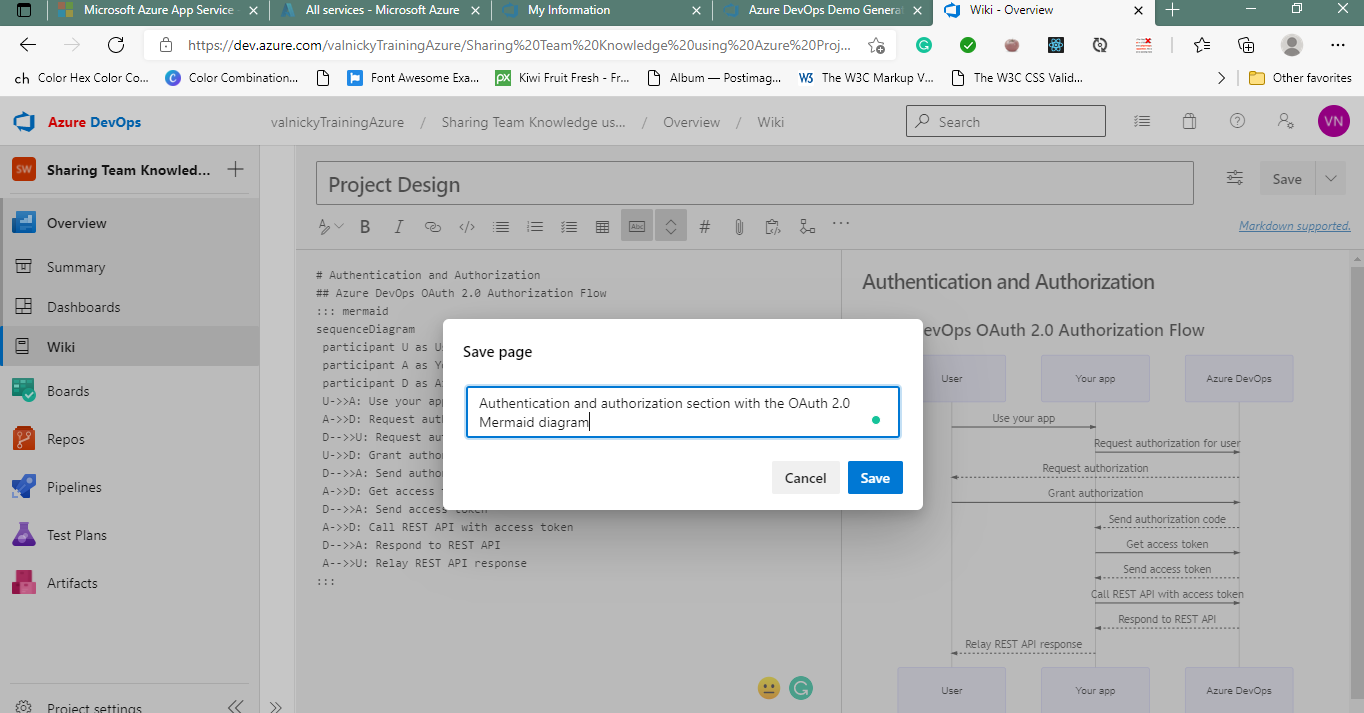 Microsoft Azure App Service
All services - Microsoft Azure
My Information
Azure DevOps Demo Genera
Wiki - Overview
https://dev.azure.com/valnickyTrainingAzure/Sharing%20Team%20Knowledge%20using%20Azure%20Proj...
ch Color Hex Color Co...
Color Combination...
Font Awesome Exa...
px Kiwi Fruit Fresh - Fr...
Album — Postimag...
W3 The W3C Markup V...
The W3C CSS Valid...
Other favorites
Azure DevOps
valnickyTrainingAzure / Sharing Team Knowledge us... / Overview / Wiki
Search
VN
SW Sharing Team Knowled...
Overview
Summary
Dashboards
Wiki
Boards
Repos
Pipelines
Test Plans
Artifacts
Project settings
Project Design
Save
B I </> Abc # ...
Markdown supported.
# Authentication and Authorization
## Azure DevOps OAuth 2.0 Authorization Flow
::: mermaid
sequenceDiagram
participant U as
participant A as
participant D as
U->>A: Use your app
A->>D: Request
D-->>U: Request
U->>D: Grant
D-->>A: Send
A->>D: Get access
D-->>A: Send access token
A->>D: Call REST API with access token
D-->>A: Respond to REST API
A-->>U: Relay REST API response
:::
Save page
Authentication and authorization section with the OAuth 2.0
Mermaid diagram
Cancel
Save
Authentication and Authorization
evOps OAuth 2.0 Authorization Flow
User
Your app
Azure DevOps
Use your app
Request authorization for user
Request authorization
Grant authorization
Send authorization code
Get access token
Send access token
Call REST API with access token
Respond to REST API
Relay REST API response
User
Your app
Azure DevOps